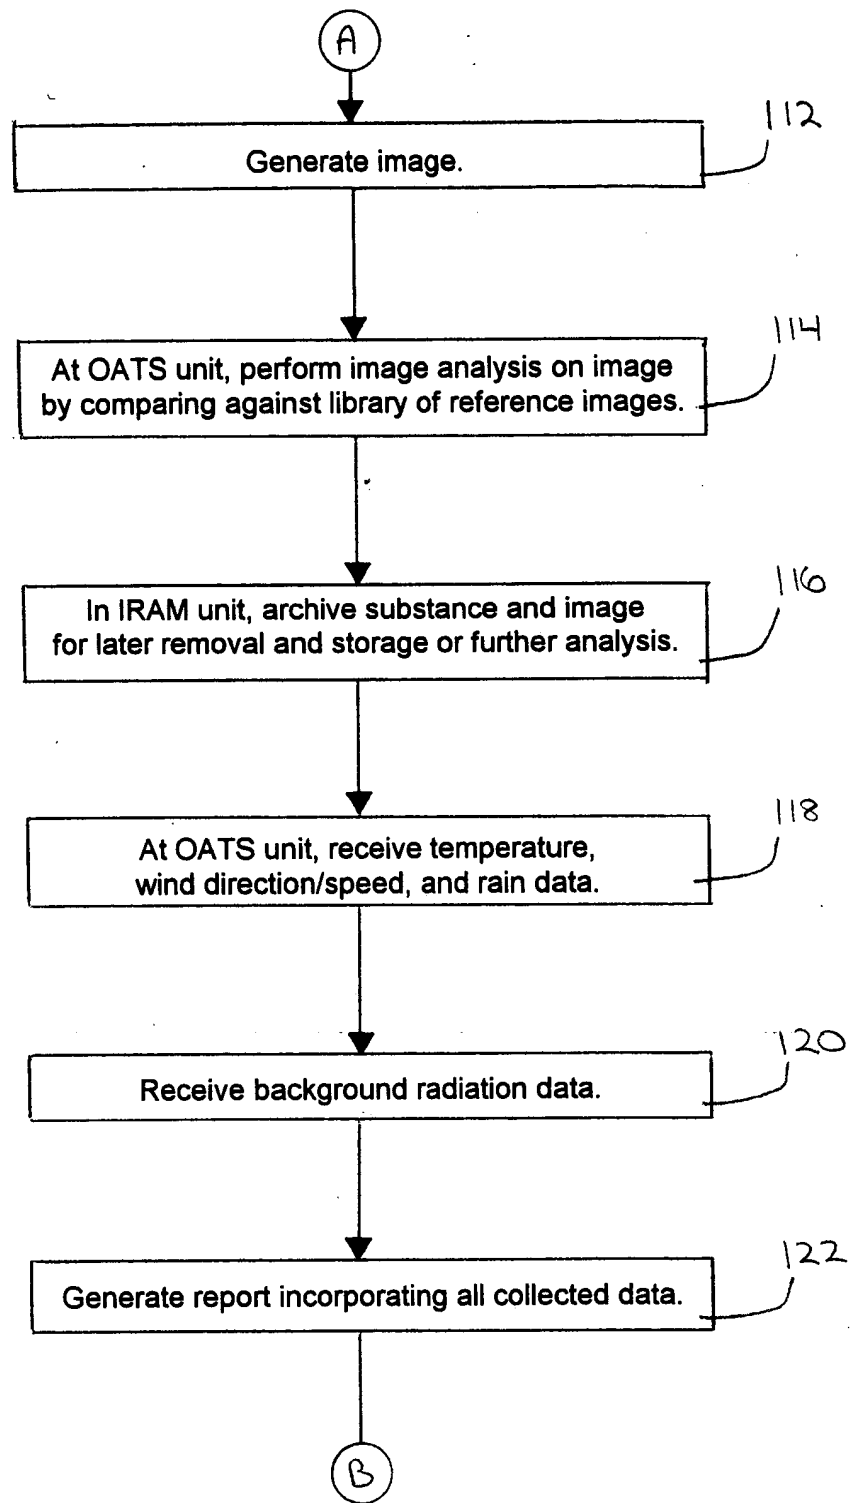 A
112
Generate image.
114
At OATS unit, perform image analysis on image
by comparing against library of reference images.
116
In IRAM unit, archive substance and image
for later removal and storage or further analysis.
118
At OATS unit, receive temperature,
wind direction/speed, and rain data.
120
Receive background radiation data.
122
Generate report incorporating all collected data.
B